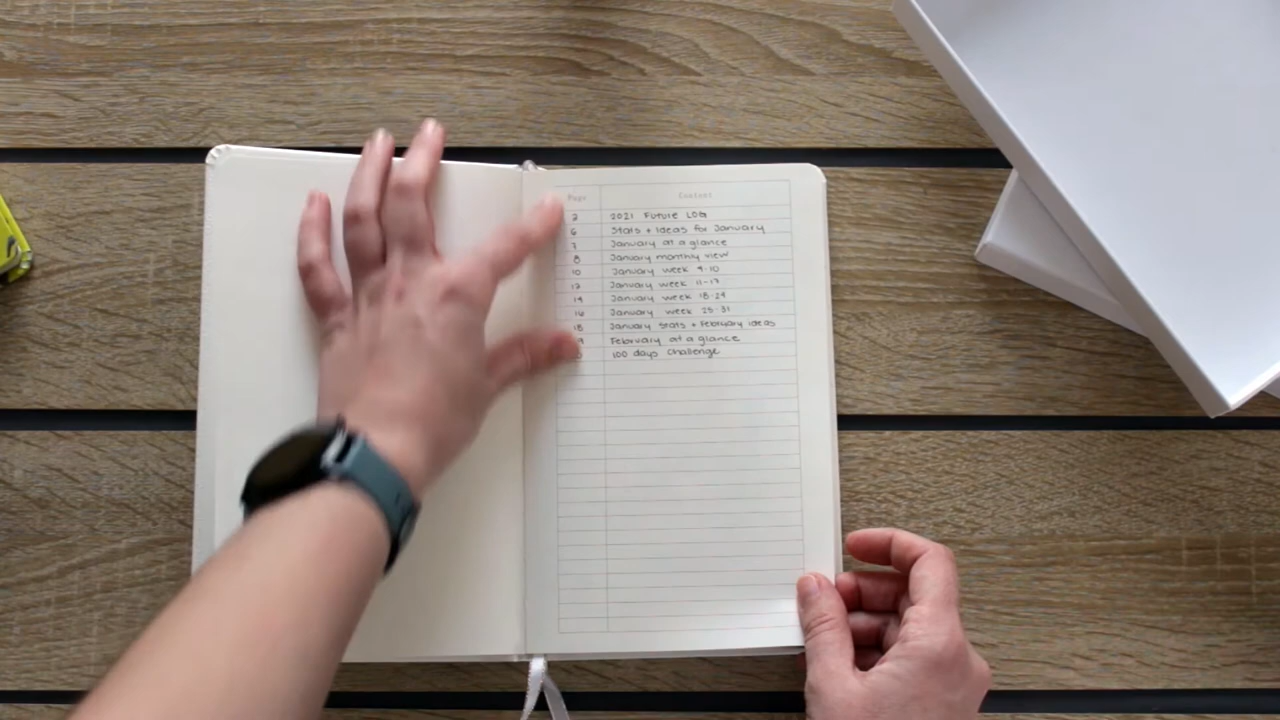 Page Content
2 2021 Future Log
6 Stats + Ideas for January
7 January at a glance
8 January monthly view
10 January week 4-10
12 January week 11-17
14 January week 18-24
16 January week 25-31
18 January Stats + February ideas
9 February at a glance
100 days challenge